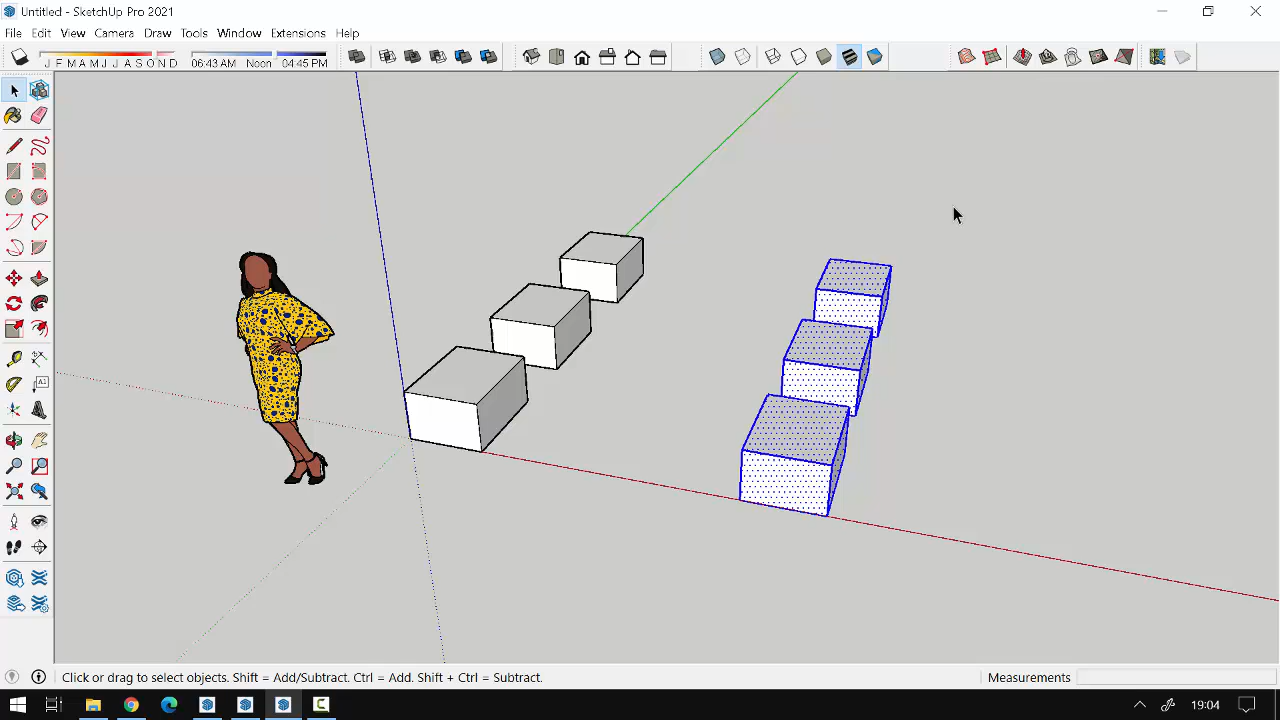 Untitled - SketchUp Pro 2021
File Edit View Camera Draw Tools Window Extensions Help
J F M A M J J A S O N D 06:43 AM Noon 04:45 PM
A1
Click or drag to select objects. Shift = Add/Subtract. Ctrl = Add. Shift + Ctrl = Subtract. Measurements
19:04